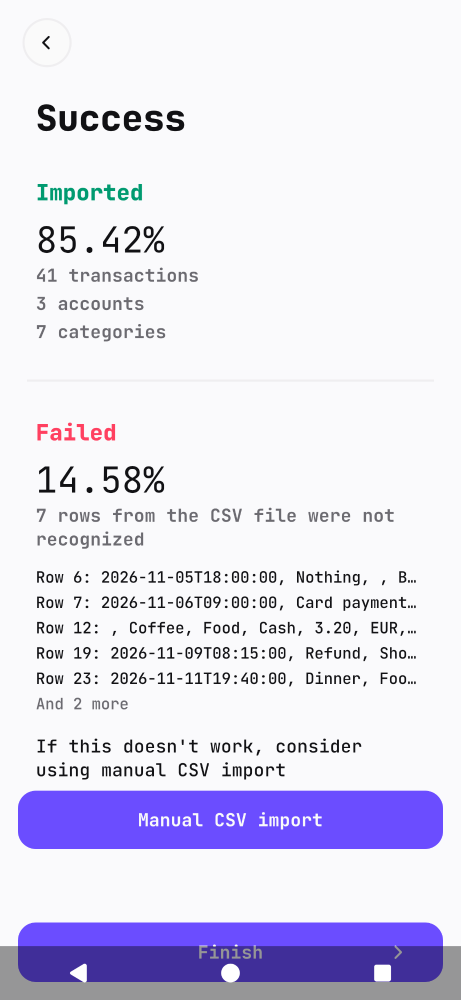 Success
Imported
85.42%
41 transactions
3 accounts
7 categories
Failed
14.58%
7 rows from the CSV file were not
recognized
Row 6: 2026-11-05T18:00:00, Nothing, , B…
Row 7: 2026-11-06T09:00:00, Card payment…
Row 12: , Coffee, Food, Cash, 3.20, EUR,…
Row 19: 2026-11-09T08:15:00, Refund, Sho…
Row 23: 2026-11-11T19:40:00, Dinner, Foo…
And 2 more
If this doesn't work, consider
using manual CSV import
Manual CSV import
Finish